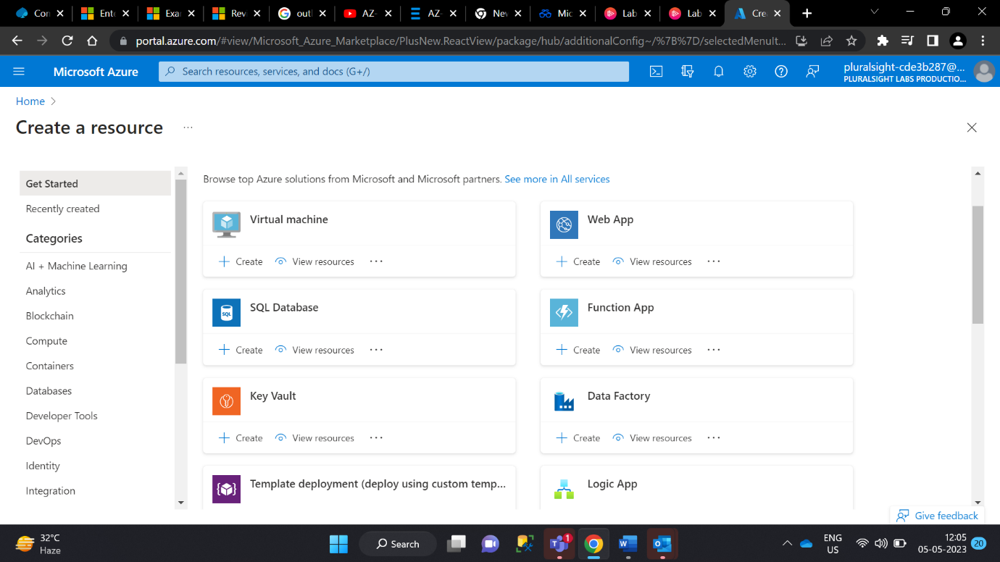 Con
Ente
Exar
Rev
outl
AZ-
AZ-
Nev
Mic
Lab
Lab
Cre
portal.azure.com/#view/Microsoft_Azure_Marketplace/PlusNew.ReactView/package/hub/additionalConfig~/%7B%7D/selectedMenuIt...
Microsoft Azure
Search resources, services, and docs (G+/)
pluralsight-cde3b287@...
PLURALSIGHT LABS PRODUCTIO...
Home
Create a resource
...
Get Started
Recently created
Categories
AI + Machine Learning
Analytics
Blockchain
Compute
Containers
Databases
Developer Tools
DevOps
Identity
Integration
Browse top Azure solutions from Microsoft and Microsoft partners. See more in All services
Virtual machine
Create View resources ...
Web App
Create View resources ...
SQL
SQL Database
Create View resources ...
Function App
Create View resources ...
Key Vault
Create View resources ...
Data Factory
Create View resources ...
Template deployment (deploy using custom temp...
Logic App
Give feedback
32°C
Haze
Search
1
ENG
US
12:05
05-05-2023
20